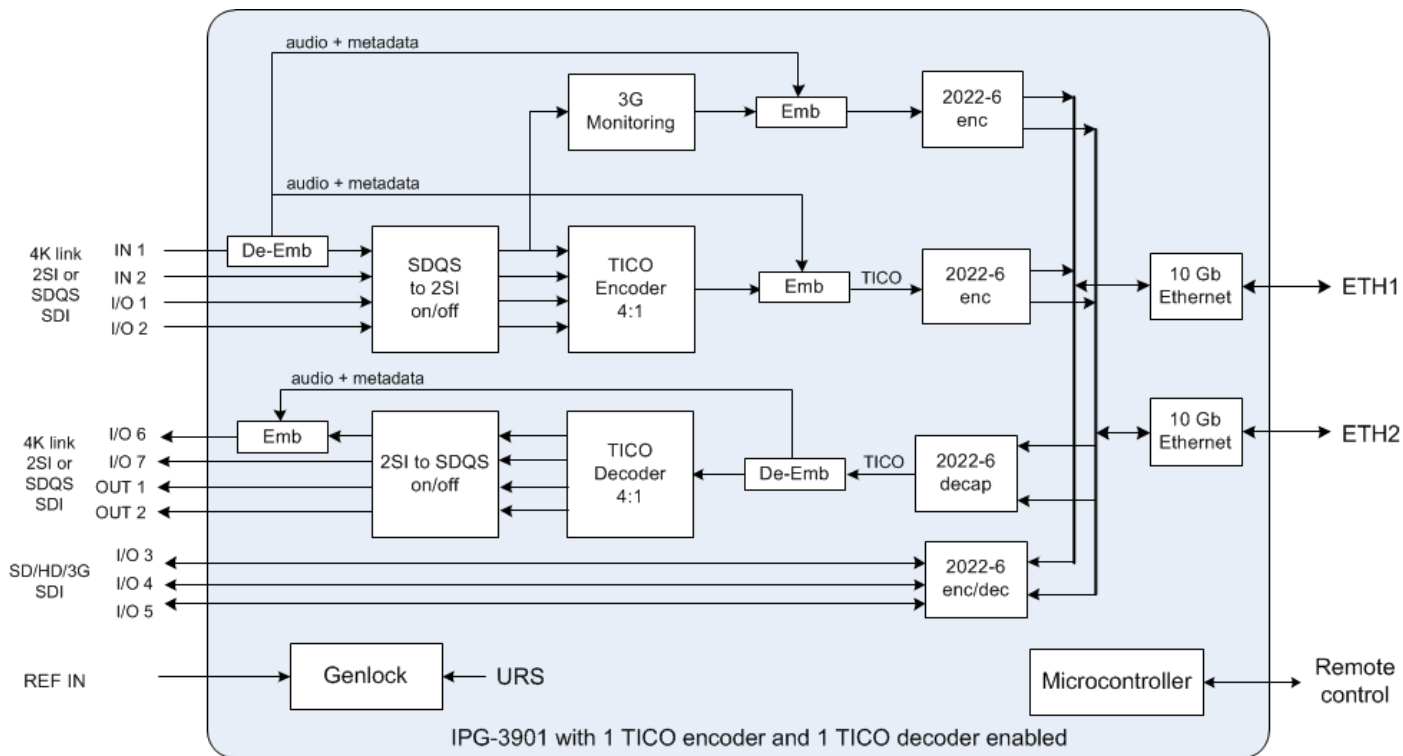 audio + metadata
3G
Monitoring
Emb
2022-6
enc
audio + metadata
4K link
2SI or
SDQS
SDI
IN 1
IN 2
I/O 1
I/O 2
De-Emb
SDQS
to 2SI
on/off
TICO
Encoder
4:1
Emb
TICO
2022-6
enc
10 Gb
Ethernet
ETH1
audio + metadata
4K link
2SI or
SDQS
SDI
I/O 6
I/O 7
OUT 1
OUT 2
Emb
2SI to SDQS
on/off
TICO
Decoder
4:1
De-Emb
TICO
2022-6
decap
10 Gb
Ethernet
ETH2
SD/HD/3G
SDI
I/O 3
I/O 4
I/O 5
2022-6
enc/dec
REF IN
Genlock
URS
Microcontroller
Remote
control
IPG-3901 with 1 TICO encoder and 1 TICO decoder enabled